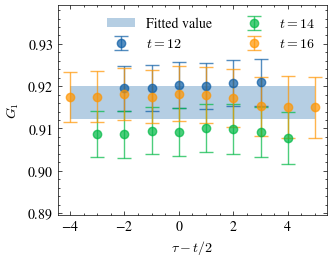 Fitted value
t = 12
t = 14
t = 16
G₁
0.93
0.92
0.91
0.90
0.89
−4 −2 0 2 4
τ − t/2